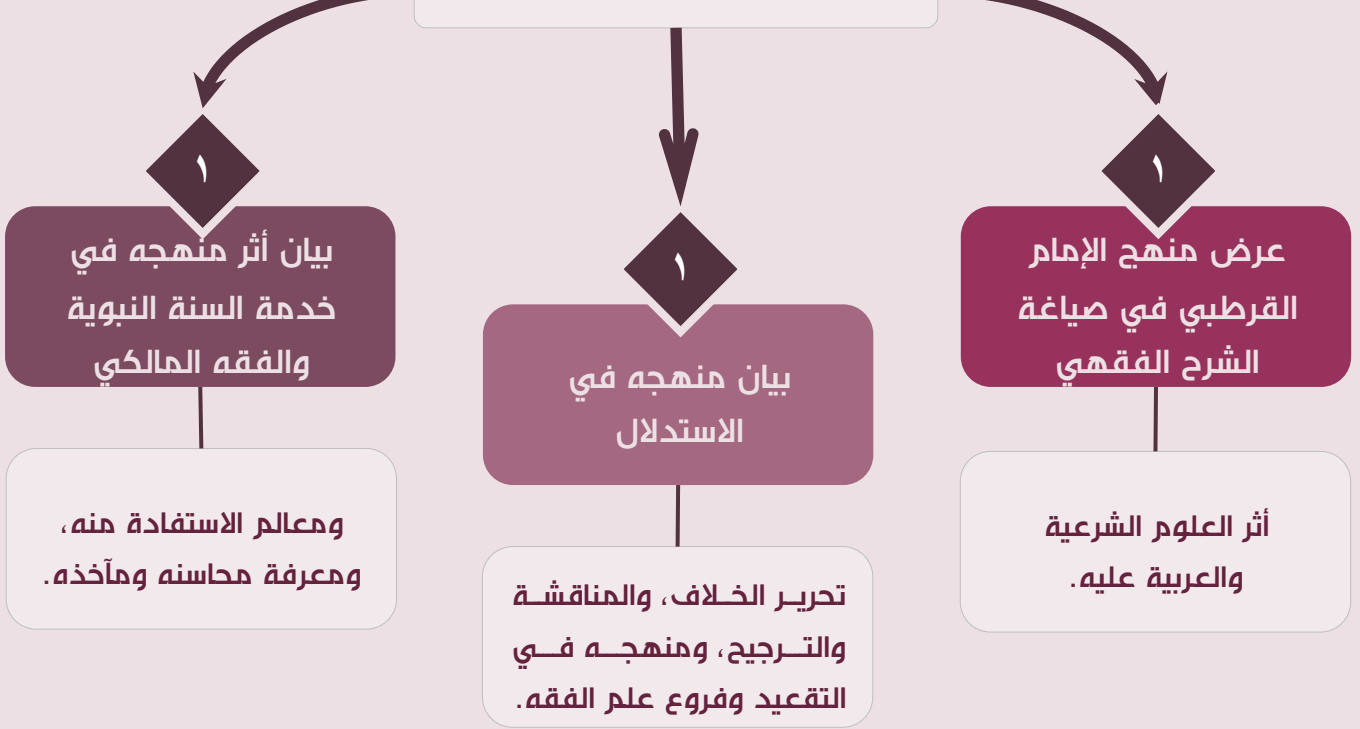 ١
عرض منهج الإمام
القرطبي في صياغة
الشرح الفقهي
أثر العلوم الشرعية
والعربية عليه.
١
بيان منهجه في
الاستدلال
تحرير الخلاف، والمناقشة
والترجيح، ومنهجه في
التقعيد وفروع علم الفقه.
١
بيان أثر منهجه في
خدمة السنة النبوية
والفقه المالكي
ومعالم الاستفادة منه،
ومعرفة محاسنه ومآخذه.